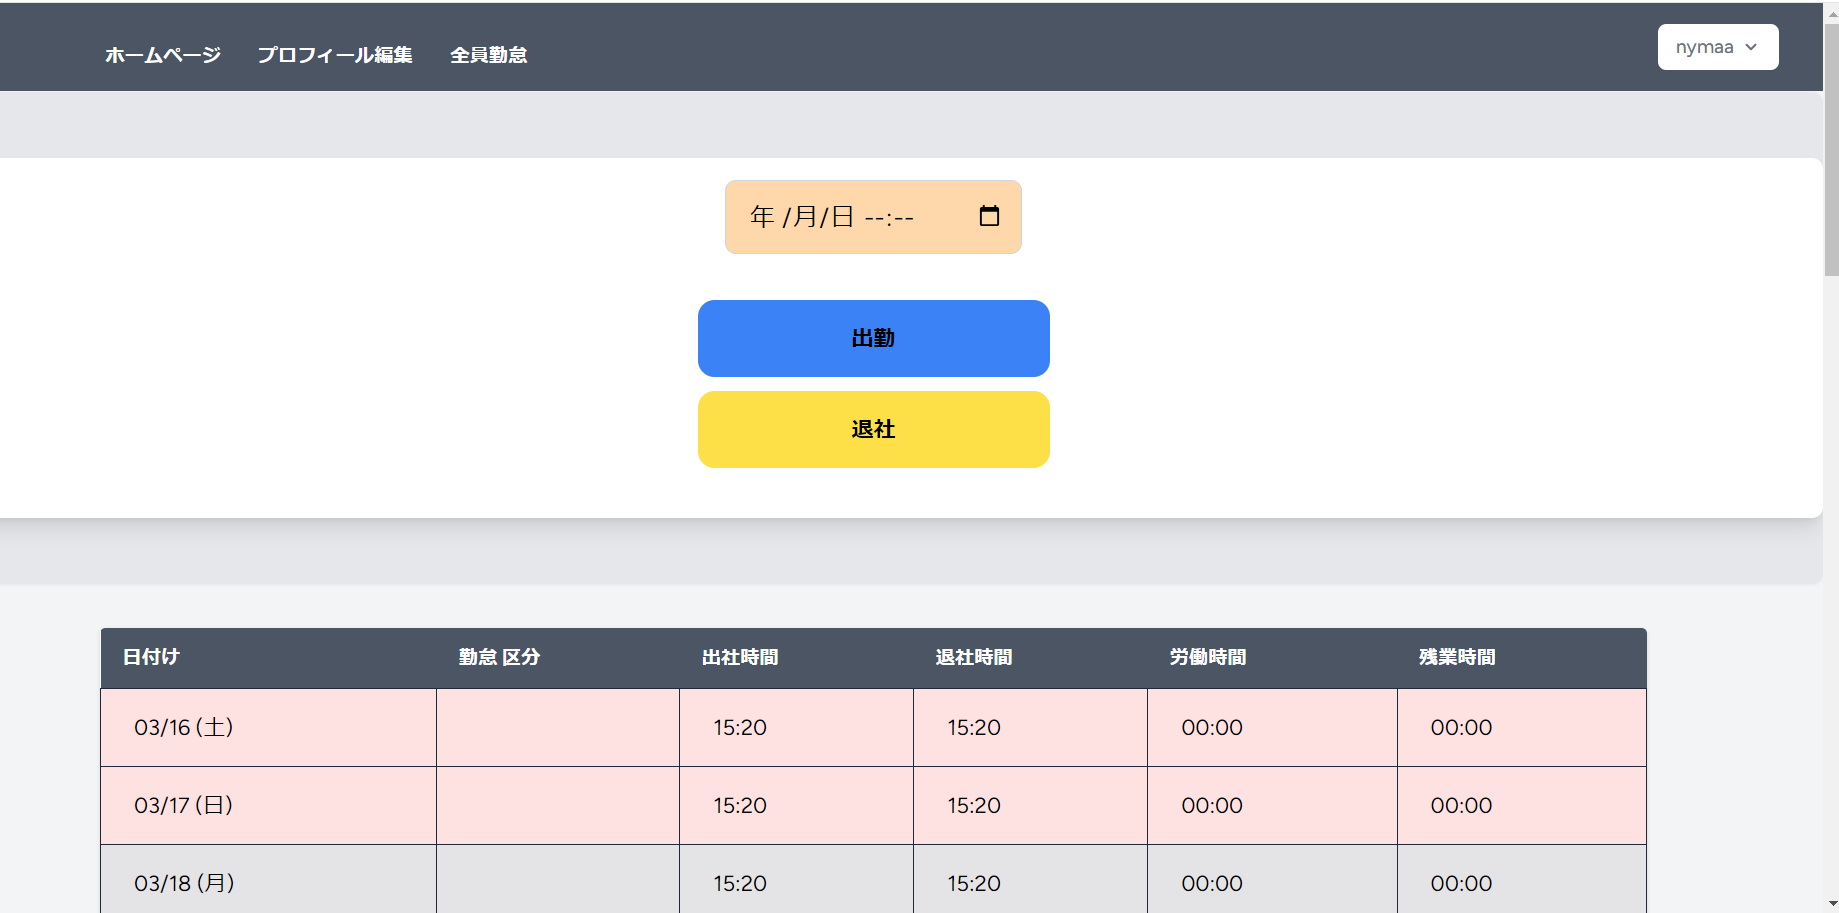 ホームページ プロフィール編集 全員勤怠 nymaa
年 /月/日 --:--
出勤
退社
日付け 勤怠 区分 出社時間 退社時間 労働時間 残業時間
03/16 (土) 15:20 15:20 00:00 00:00
03/17 (日) 15:20 15:20 00:00 00:00
03/18 (月) 15:20 15:20 00:00 00:00